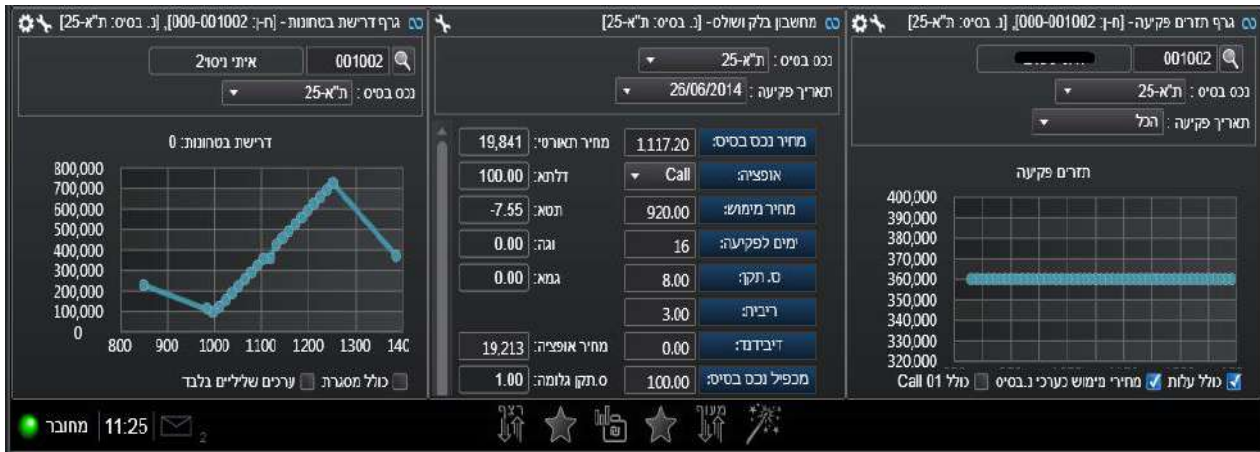 גרף תזרים פקיעה - [ח-ן: 000-001002], [נ. בסיס: ת"א-25]
001002
נכס בסיס : ת"א-25
תאריך פקיעה : הכל
תזרים פקיעה
400,000
390,000
380,000
370,000
360,000
350,000
340,000
330,000
320,000
כולל עלות מחירי מימוש כערכי נ.בסיס כולל Call 01
מחשבון בלק ושולס - [נ. בסיס: ת"א-25]
נכס בסיס : ת"א-25
תאריך פקיעה : 26/06/2014
מחיר נכס בסיס: 1,117.20 מחיר תאורטי: 19,841
אופציה: Call דלתא: 100.00
מחיר מימוש: 920.00 תטא: -7.55
ימים לפקיעה: 16 וגה: 0.00
ס. תקן: 8.00 גמא: 0.00
ריבית: 3.00
דיבידנד: 0.00 מחיר אופציה: 19,213
מכפיל נכס בסיס: 100.00 ס.תקן גלומה: 1.00
גרף דרישת בטחונות - [ח-ן: 000-001002], [נ. בסיס: ת"א-25]
001002 איתי ניסוי2
נכס בסיס : ת"א-25
דרישת בטחונות: 0
800,000
700,000
600,000
500,000
400,000
300,000
200,000
100,000
0
800 900 1000 1100 1200 1300 140
כולל מסגרת ערכים שליליים בלבד
מחובר 11:25 2